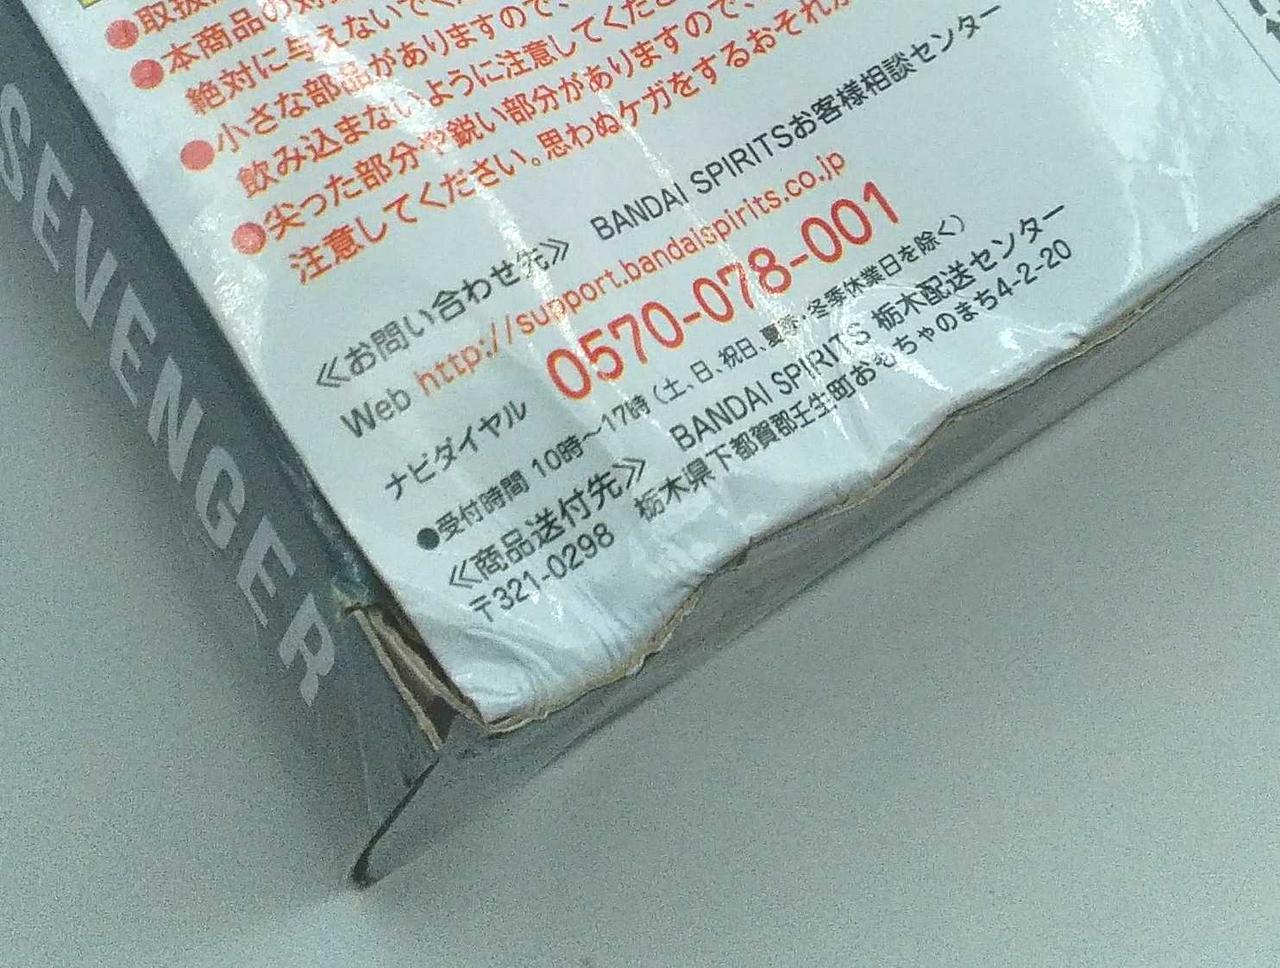 ●取扱
●本商品の対象
絶対に与えないでく
●小さな部品がありますので、
飲み込まないように注意してくださ
●尖った部分や鋭い部分がありますので、
注意してください。思わぬケガをするおそれが
≪お問い合わせ先≫ BANDAI SPIRITSお客様相談センター
Web http://support.bandaispirits.co.jp
ナビダイヤル 0570-078-001
●受付時間 10時〜17時（土、日、祝日、夏季・冬季休業日を除く）
≪商品送付先≫ BANDAI SPIRITS 栃木配送センター
〒321-0298 栃木県下都賀郡壬生町おもちゃのまち4-2-20
SEVENGER